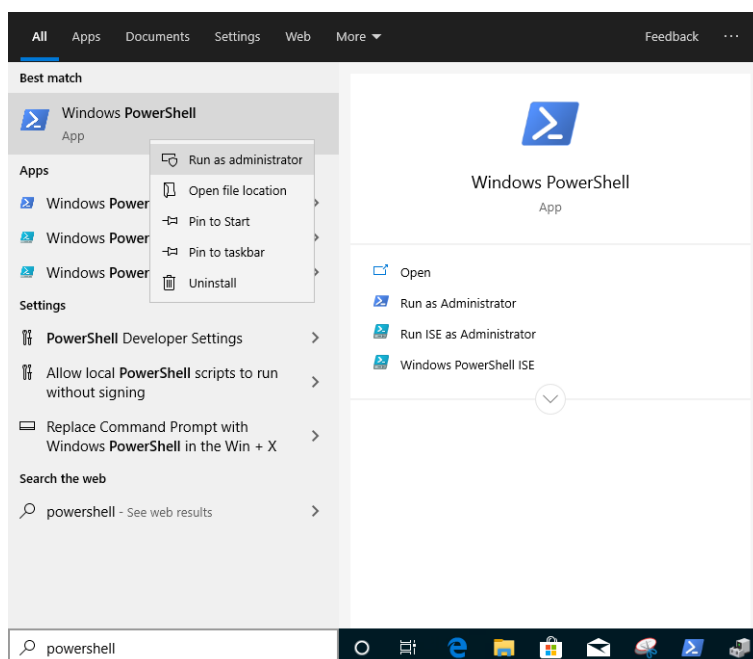 All Apps Documents Settings Web More Feedback ...
Best match
Windows PowerShell
App
Run as administrator
Open file location
Pin to Start
Pin to taskbar
Uninstall
Apps
Windows Power
Windows Power
Windows Power
Settings
PowerShell Developer Settings
Allow local PowerShell scripts to run
without signing
Replace Command Prompt with
Windows PowerShell in the Win + X
Search the web
powershell - See web results
powershell
Windows PowerShell
App
Open
Run as Administrator
Run ISE as Administrator
Windows PowerShell ISE